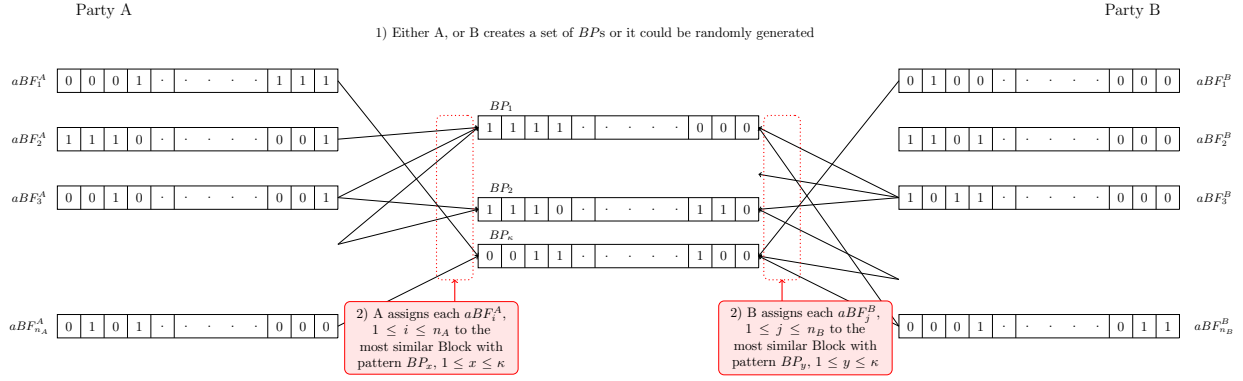 Party A
Party B
1) Either A, or B creates a set of BPs or it could be randomly generated
aBF_1^A 0 0 0 1 · · · · · 1 1 1
0 1 0 0 · · · · · 0 0 0 aBF_1^B
BP_1
1 1 1 1 · · · · · 0 0 0
aBF_2^A 1 1 1 0 · · · · · 0 0 1
1 1 0 1 · · · · · 0 0 0 aBF_2^B
BP_2
aBF_3^A 0 0 1 0 · · · · · 0 0 1
1 0 1 1 · · · · · 0 0 0 aBF_3^B
1 1 1 0 · · · · · 1 1 0
BP_κ
0 0 1 1 · · · · · 1 0 0
aBF_{n_A}^A 0 1 0 1 · · · · · 0 0 0
0 0 0 1 · · · · · 0 1 1 aBF_{n_B}^B
2) A assigns each aBF_i^A,
1 ≤ i ≤ n_A to the
most similar Block with
pattern BP_x, 1 ≤ x ≤ κ
2) B assigns each aBF_j^B,
1 ≤ j ≤ n_B to the
most similar Block with
pattern BP_y, 1 ≤ y ≤ κ